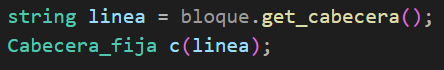 string linea = bloque.get_cabecera();
Cabecera_fija c(linea);